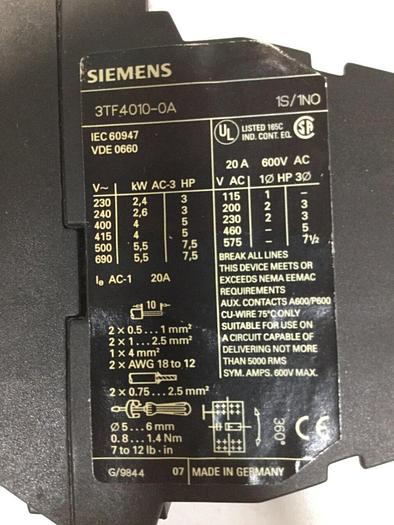 SIEMENS
3TF4010-0A 1S/1NO
IEC 60947
VDE 0660
V~ kW AC-3 HP
230 2,4 3
240 2,6 3
400 4 5
415 4 5
500 5,5 7,5
690 5,5 7,5
Ie AC-1 20A
10
2 x 0.5...1 mm²
2 x 1...2.5 mm²
1 x 4 mm²
2 x AWG 18 to 12
2 x 0.75...2.5 mm²
Ø 5...6 mm
0.8...1.4 Nm
7 to 12 lb-in
G/9844
UL LISTED 165C
IND. CONT. EQ. SA
20 A 600V AC
V AC 1Ø HP 3Ø
115 1 –
200 2 3
230 2 3
460 – 5
575 – 7½
BREAK ALL LINES
THIS DEVICE MEETS OR
EXCEEDS NEMA EEMAC
REQUIREMENTS
AUX. CONTACTS A600/P600
CU-WIRE 75°C ONLY
SUITABLE FOR USE ON
A CIRCUIT CAPABLE OF
DELIVERING NOT MORE
THAN 5000 RMS
SYM. AMPS. 600V MAX.
360°
CE
07 MADE IN GERMANY